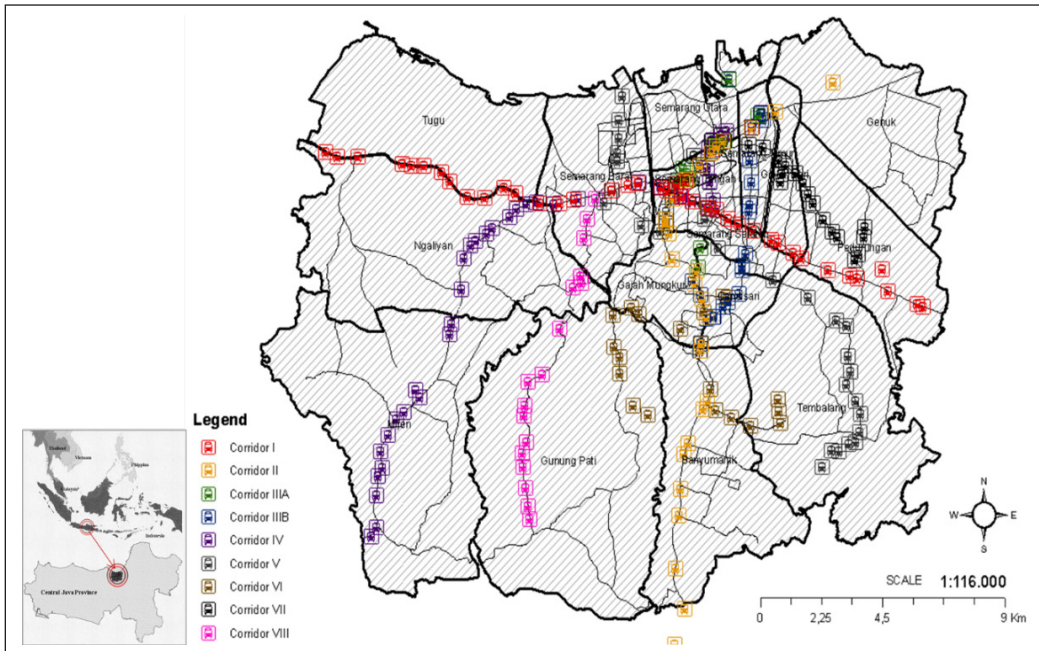 Tugu
Semarang Utara
Genuk
Semarang Barat
Ngaliyan
Pedurungan
Gajah Mungkur
Tembalang
Gunung Pati
Banyumanik
Legend
Corridor I
Corridor II
Corridor IIIA
Corridor IIIB
Corridor IV
Corridor V
Corridor VI
Corridor VII
Corridor VIII
Thailand
Vietnam
Philippina
Malaysia
Indonesia
Central Java Province
N
W E
S
SCALE 1:116.000
0 2,25 4,5 9 Km